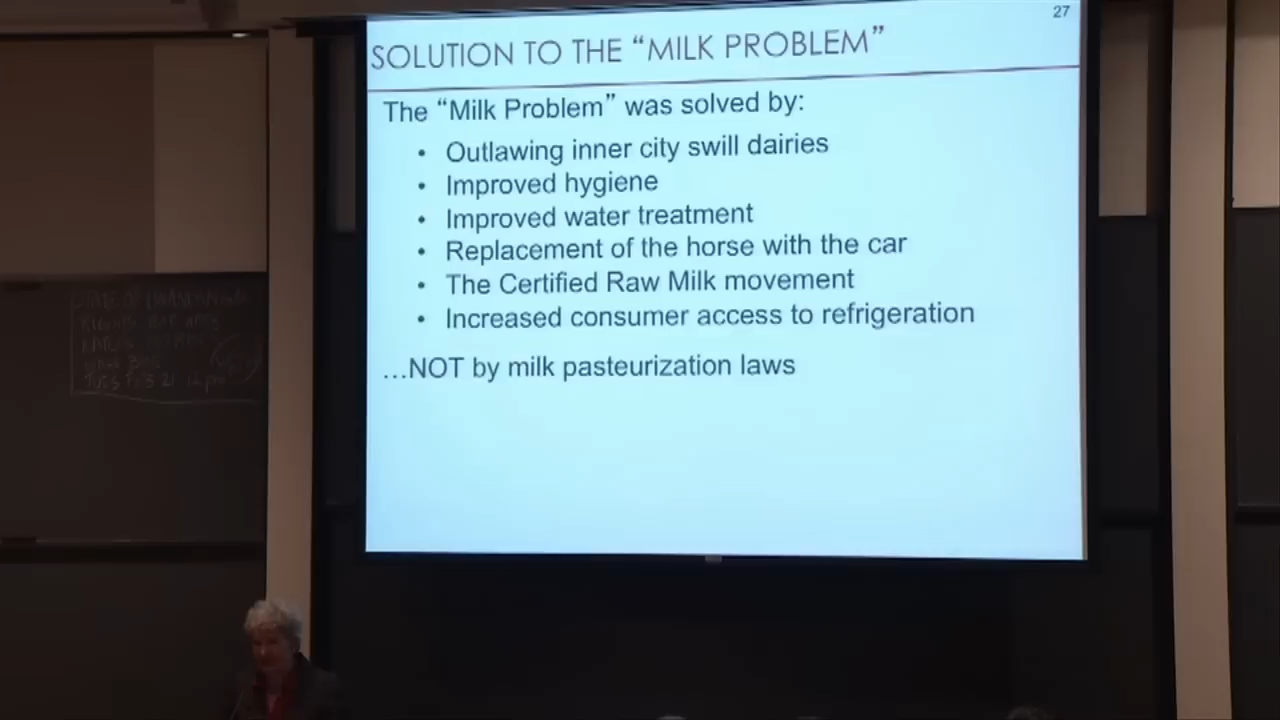 27
SOLUTION TO THE “MILK PROBLEM”
The “Milk Problem” was solved by:
• Outlawing inner city swill dairies
• Improved hygiene
• Improved water treatment
• Replacement of the horse with the car
• The Certified Raw Milk movement
• Increased consumer access to refrigeration
…NOT by milk pasteurization laws